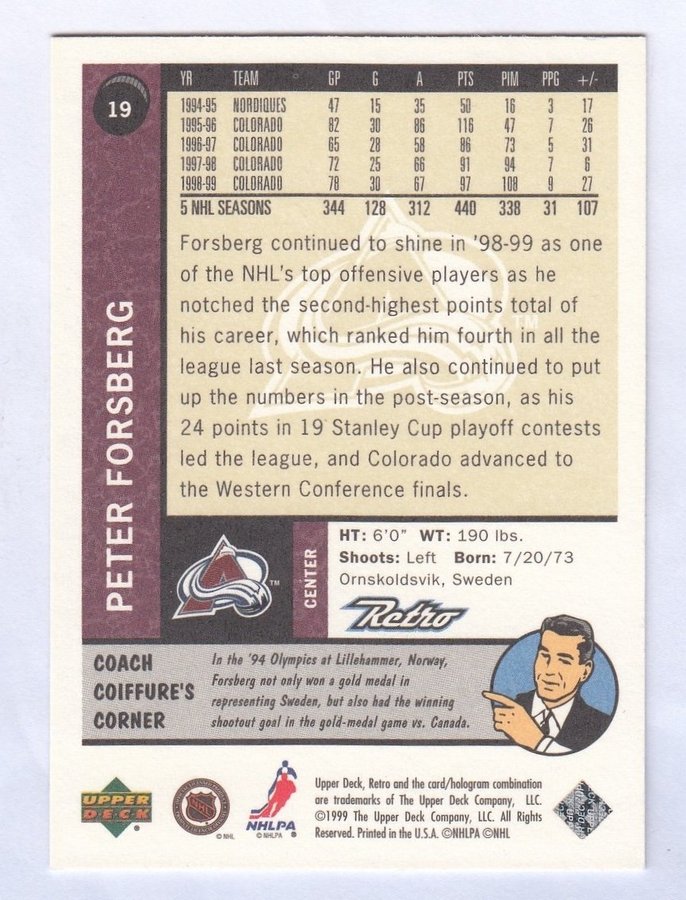 19
PETER FORSBERG
YR TEAM GP G A PTS PIM PPG +/-
1994-95 NORDIQUES 47 15 35 50 16 3 17
1995-96 COLORADO 82 30 86 116 47 7 26
1996-97 COLORADO 65 28 58 86 73 5 31
1997-98 COLORADO 72 25 66 91 94 7 6
1998-99 COLORADO 78 30 67 97 108 9 27
5 NHL SEASONS 344 128 312 440 338 31 107
Forsberg continued to shine in '98-99 as one
of the NHL's top offensive players as he
notched the second-highest points total of
his career, which ranked him fourth in all the
league last season. He also continued to put
up the numbers in the post-season, as his
24 points in 19 Stanley Cup playoff contests
led the league, and Colorado advanced to
the Western Conference finals.
A
TM
CENTER
HT: 6'0" WT: 190 lbs.
Shoots: Left Born: 7/20/73
Ornskoldsvik, Sweden
Retro
COACH
COIFFURE'S
CORNER
In the '94 Olympics at Lillehammer, Norway,
Forsberg not only won a gold medal in
representing Sweden, but also had the winning
shootout goal in the gold-medal game vs. Canada.
UPPER
DECK
®
NHL
©NHL
NHLPA
©NHLPA ®
Upper Deck, Retro and the card/hologram combination
are trademarks of The Upper Deck Company, LLC.
©1999 The Upper Deck Company, LLC. All Rights
Reserved. Printed in the U.S.A. ©NHLPA ©NHL